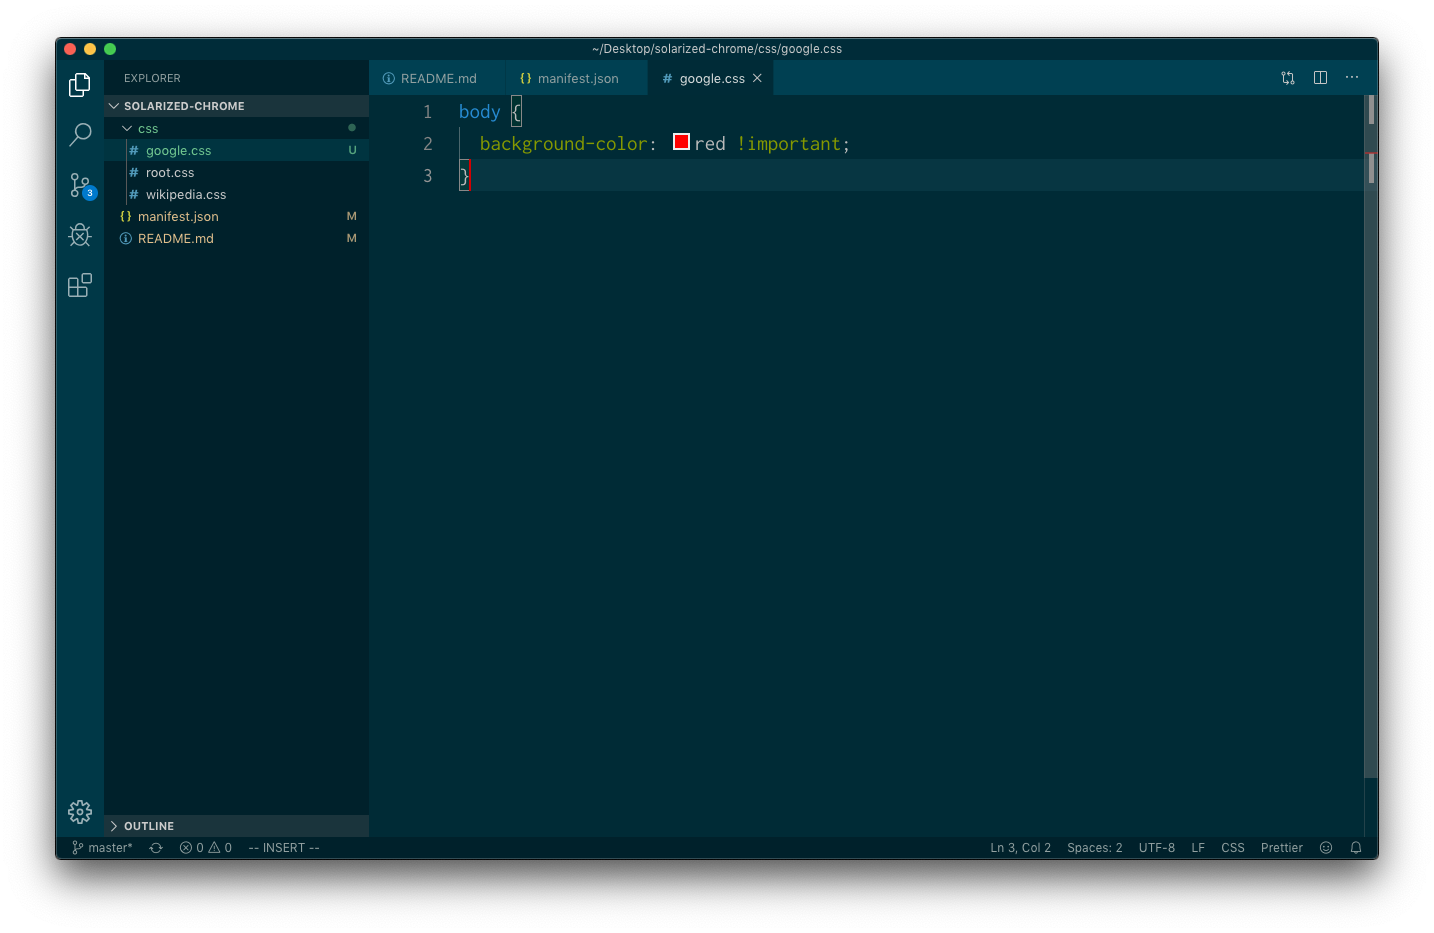 ~/Desktop/solarized-chrome/css/google.css
EXPLORER
SOLARIZED-CHROME
css
# google.css U
# root.css
# wikipedia.css
{} manifest.json M
README.md M
3
OUTLINE
README.md {} manifest.json # google.css
1 body {
2 background-color: red !important;
3 }
master* 0 0 -- INSERT -- Ln 3, Col 2 Spaces: 2 UTF-8 LF CSS Prettier